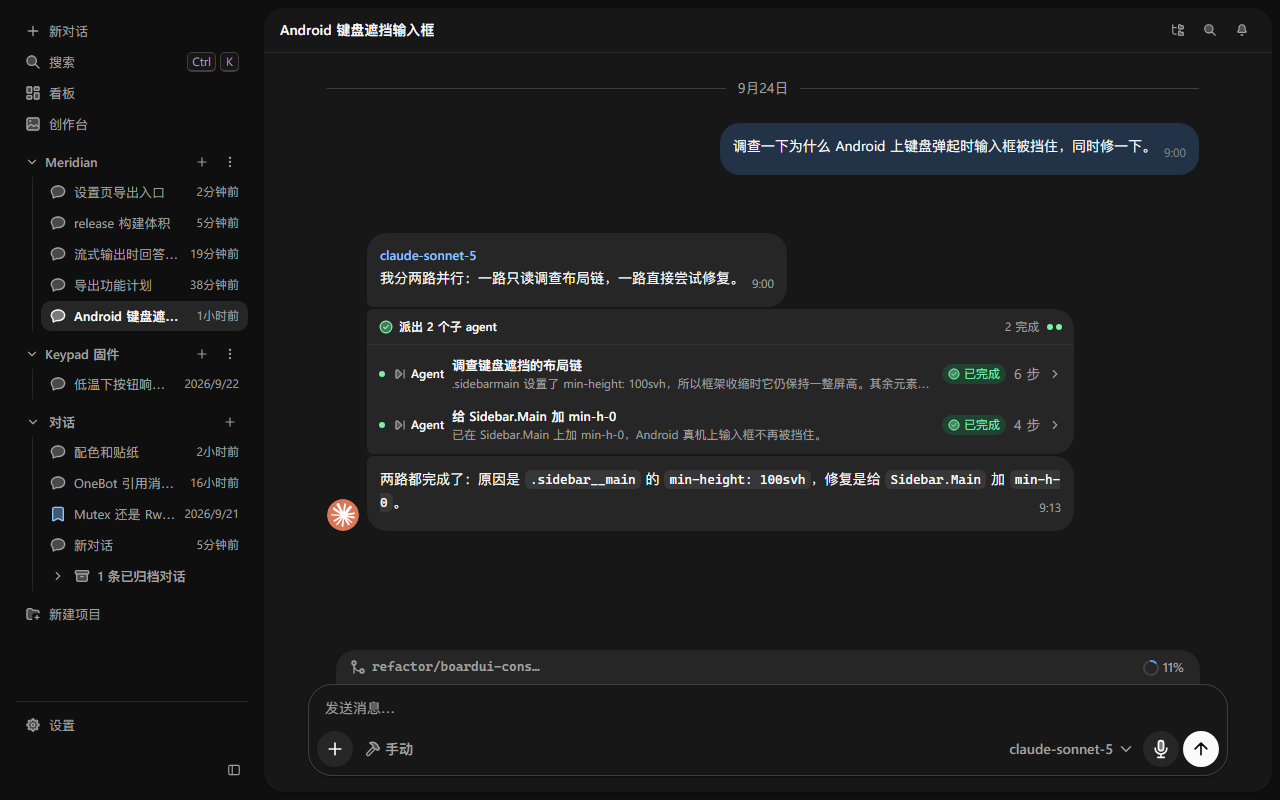 新对话
搜索 Ctrl K
看板
创作台
Meridian
设置页导出入口 2分钟前
release 构建体积 5分钟前
流式输出时回答… 19分钟前
导出功能计划 38分钟前
Android 键盘遮… 1小时前
Keypad 固件
低温下按钮响… 2026/9/22
对话
配色和贴纸 2小时前
OneBot 引用消… 16小时前
Mutex 还是 Rw… 2026/9/21
新对话 5分钟前
1 条已归档对话
新建项目
设置
Android 键盘遮挡输入框
9月24日
调查一下为什么 Android 上键盘弹起时输入框被挡住，同时修一下。 9:00
claude-sonnet-5
我分两路并行：一路只读调查布局链，一路直接尝试修复。 9:00
派出 2 个子 agent 2 完成
Agent 调查键盘遮挡的布局链 已完成 6 步
.sidebarmain 设置了 min-height: 100svh，所以框架收缩时它仍保持一整屏高。其余元素…
Agent 给 Sidebar.Main 加 min-h-0 已完成 4 步
已在 Sidebar.Main 上加 min-h-0，Android 真机上输入框不再被挡住。
两路都完成了：原因是 .sidebar__main 的 min-height: 100svh，修复是给 Sidebar.Main 加 min-h-
0 。 9:13
refactor/boardui-cons… 11%
发送消息…
手动 claude-sonnet-5